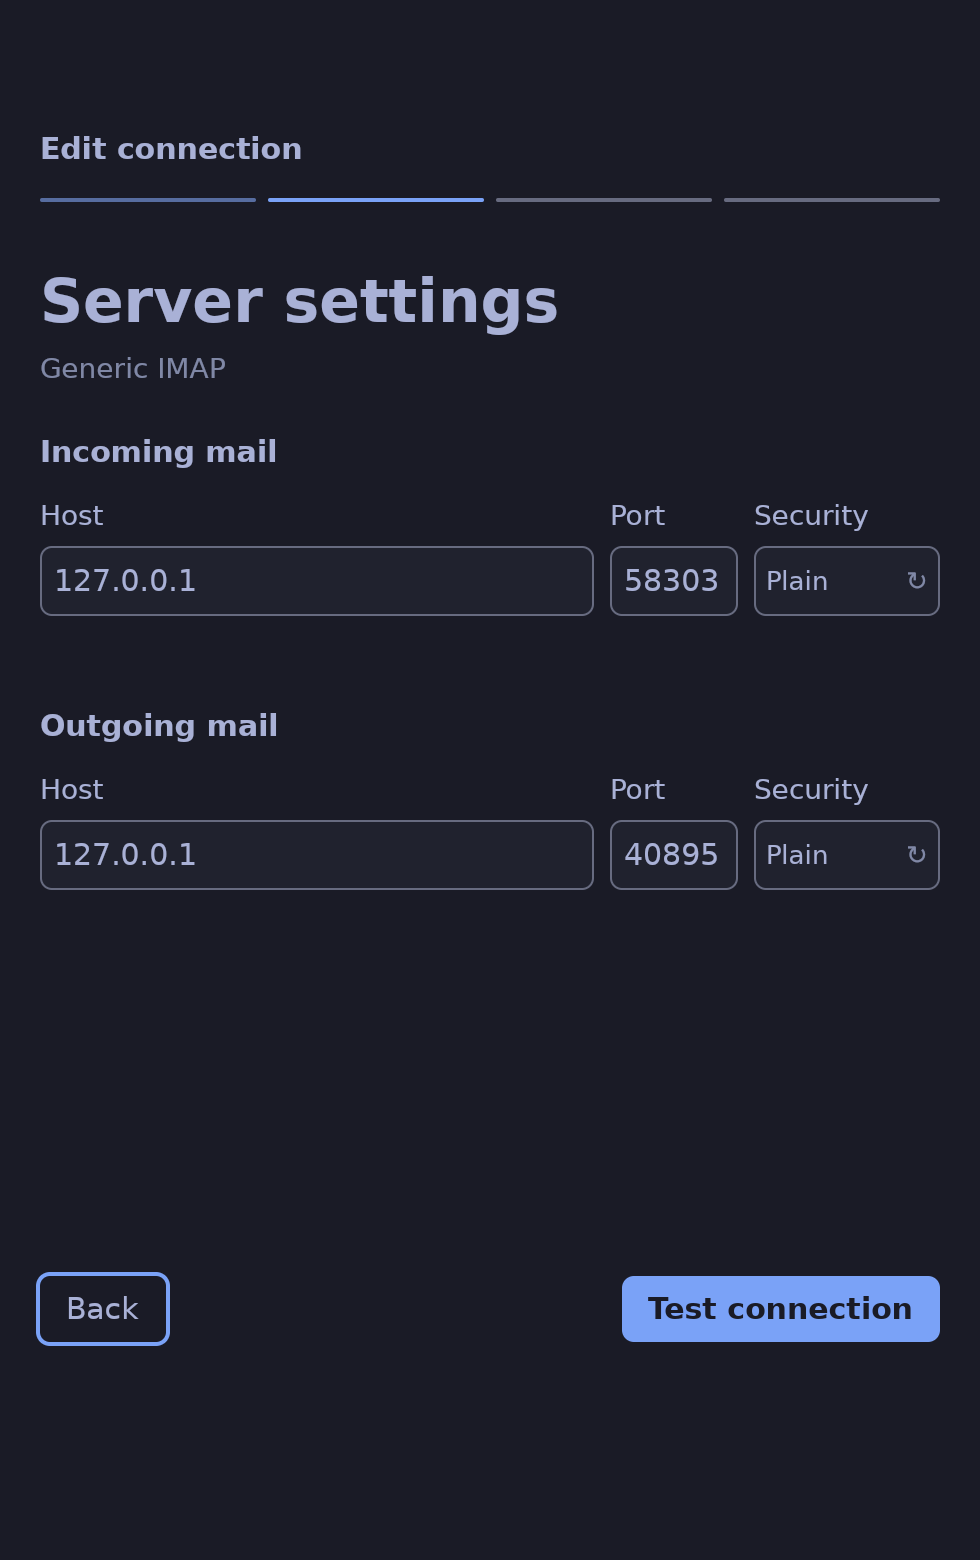 Edit connection
Server settings
Generic IMAP
Incoming mail
Host Port Security
127.0.0.1 58303 Plain ↻
Outgoing mail
Host Port Security
127.0.0.1 40895 Plain ↻
Back Test connection